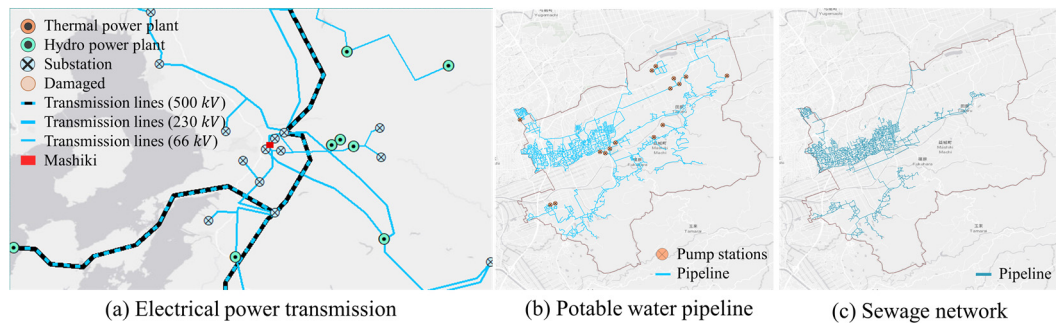 Thermal power plant
Hydro power plant
Substation
Damaged
Transmission lines (500 kV)
Transmission lines (230 kV)
Transmission lines (66 kV)
Mashiki
(a) Electrical power transmission
Pump stations
Pipeline
(b) Potable water pipeline
Pipeline
(c) Sewage network